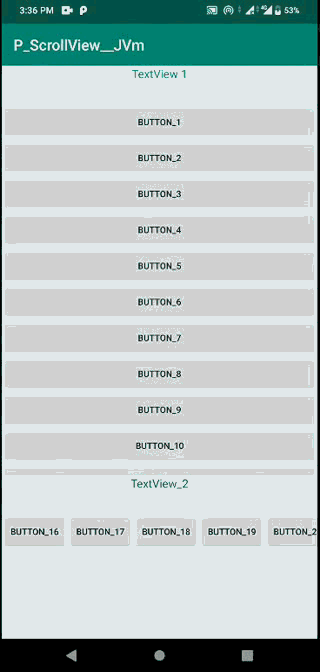 3:36 PM 53%
P_ScrollView__JVm
TextView 1
BUTTON_1
BUTTON_2
BUTTON_3
BUTTON_4
BUTTON_5
BUTTON_6
BUTTON_7
BUTTON_8
BUTTON_9
BUTTON_10
TextView_2
BUTTON_16 BUTTON_17 BUTTON_18 BUTTON_19 BUTTON_2